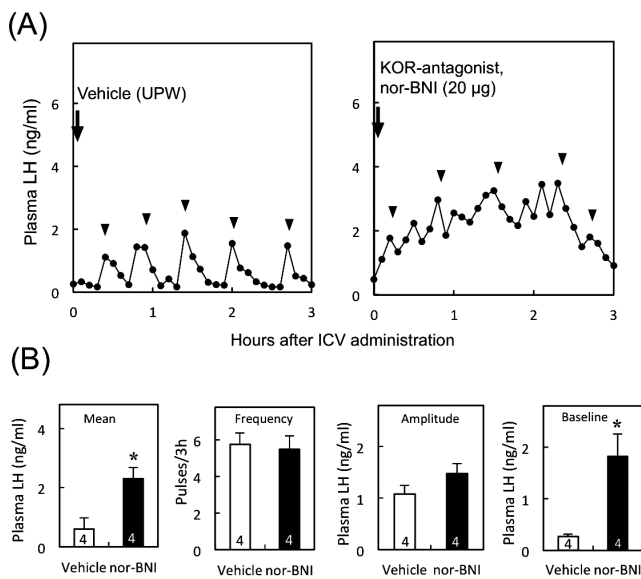 (A)
Vehicle (UPW)
KOR-antagonist,
nor-BNI (20 µg)
Plasma LH (ng/ml)
6
4
2
0
0 1 2 3
6
4
2
0
0 1 2 3
Hours after ICV administration
(B)
Mean
Plasma LH (ng/ml)
4
2
0
*
4 4
Vehicle nor-BNI
Frequency
Pulses/3h
6
4
2
0
4 4
Vehicle nor-BNI
Amplitude
Plasma LH (ng/ml)
2
1
0
4 4
Vehicle nor-BNI
Baseline
Plasma LH (ng/ml)
2
1
0
*
4 4
Vehicle nor-BNI